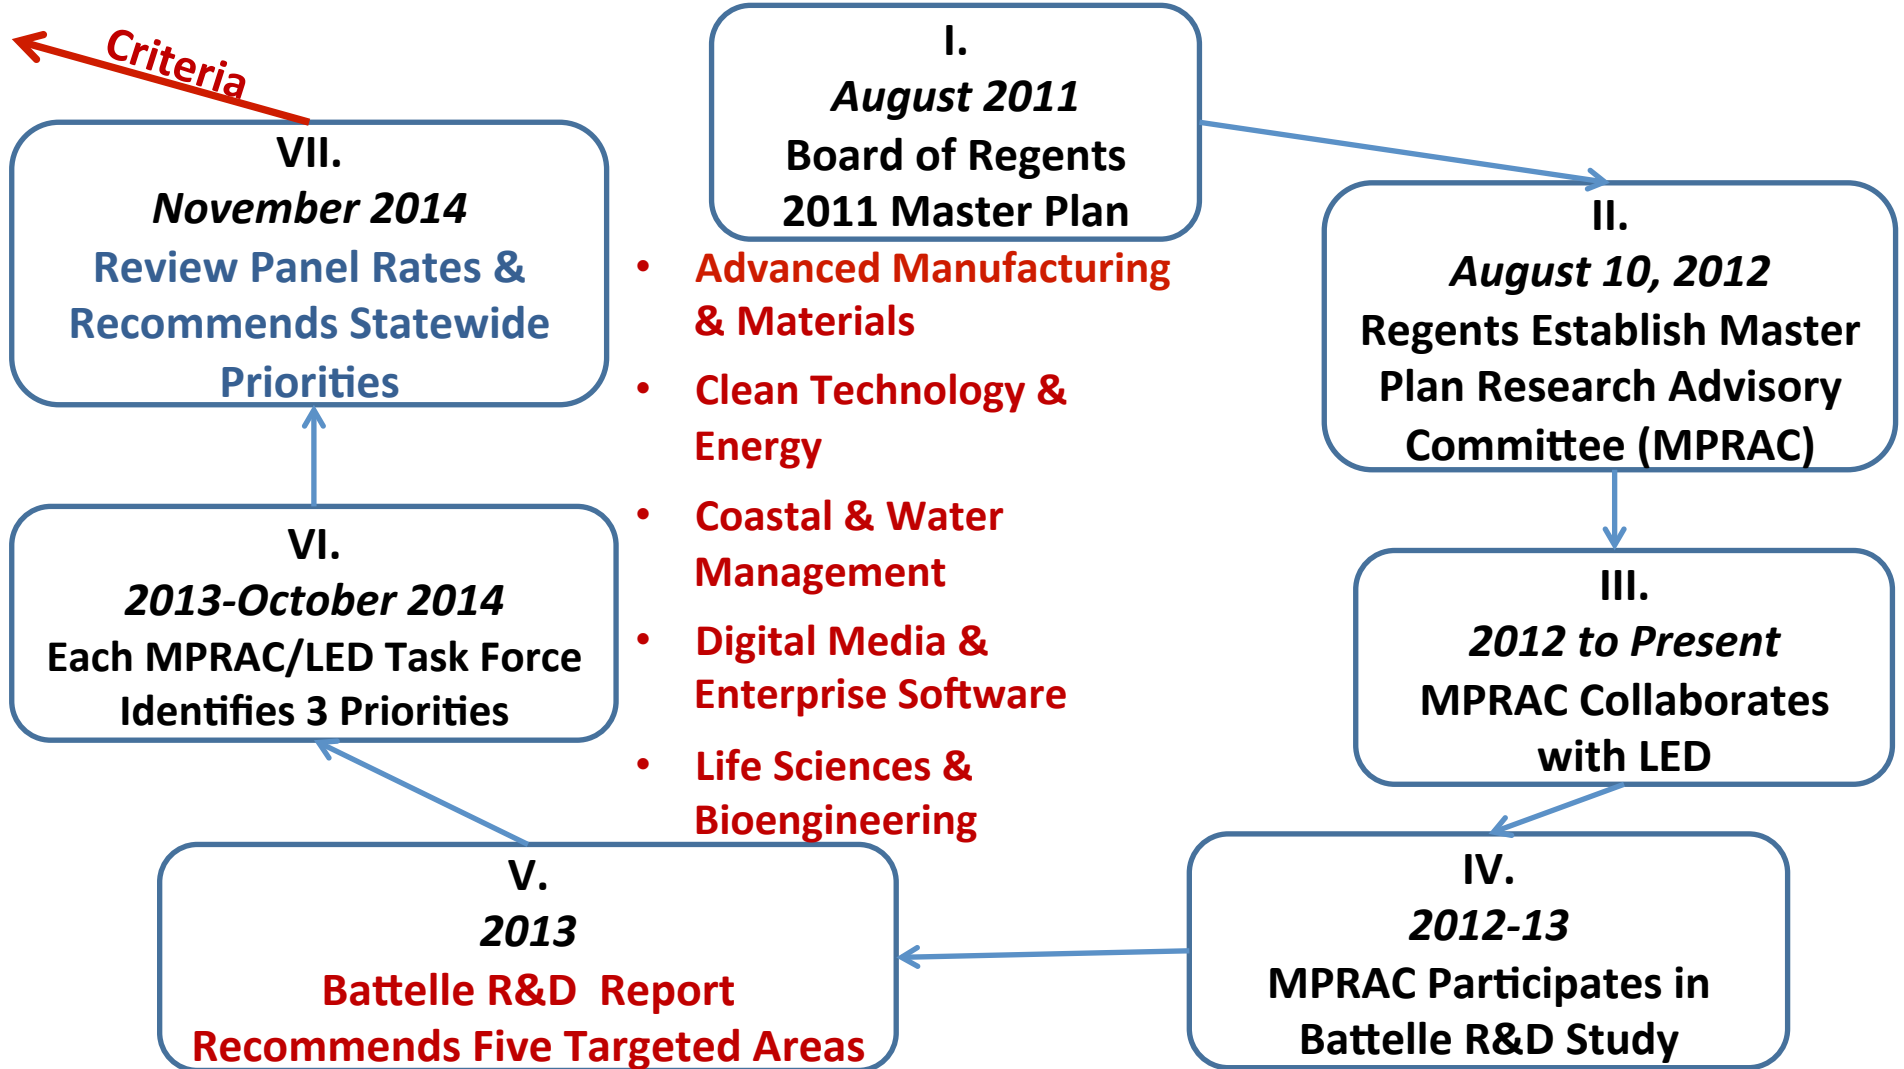 I.
August 2011
Board of Regents
2011 Master Plan
II.
August 10, 2012
Regents Establish Master
Plan Research Advisory
Committee (MPRAC)
III.
2012 to Present
MPRAC Collaborates
with LED
IV.
2012-13
MPRAC Participates in
Battelle R&D Study
V.
2013
Battelle R&D Report
Recommends Five Targeted Areas
VI.
2013-October 2014
Each MPRAC/LED Task Force
Identifies 3 Priorities
VII.
November 2014
Review Panel Rates &
Recommends Statewide
Priorities
Criteria
• Advanced Manufacturing
& Materials
• Clean Technology &
Energy
• Coastal & Water
Management
• Digital Media &
Enterprise Software
• Life Sciences &
Bioengineering